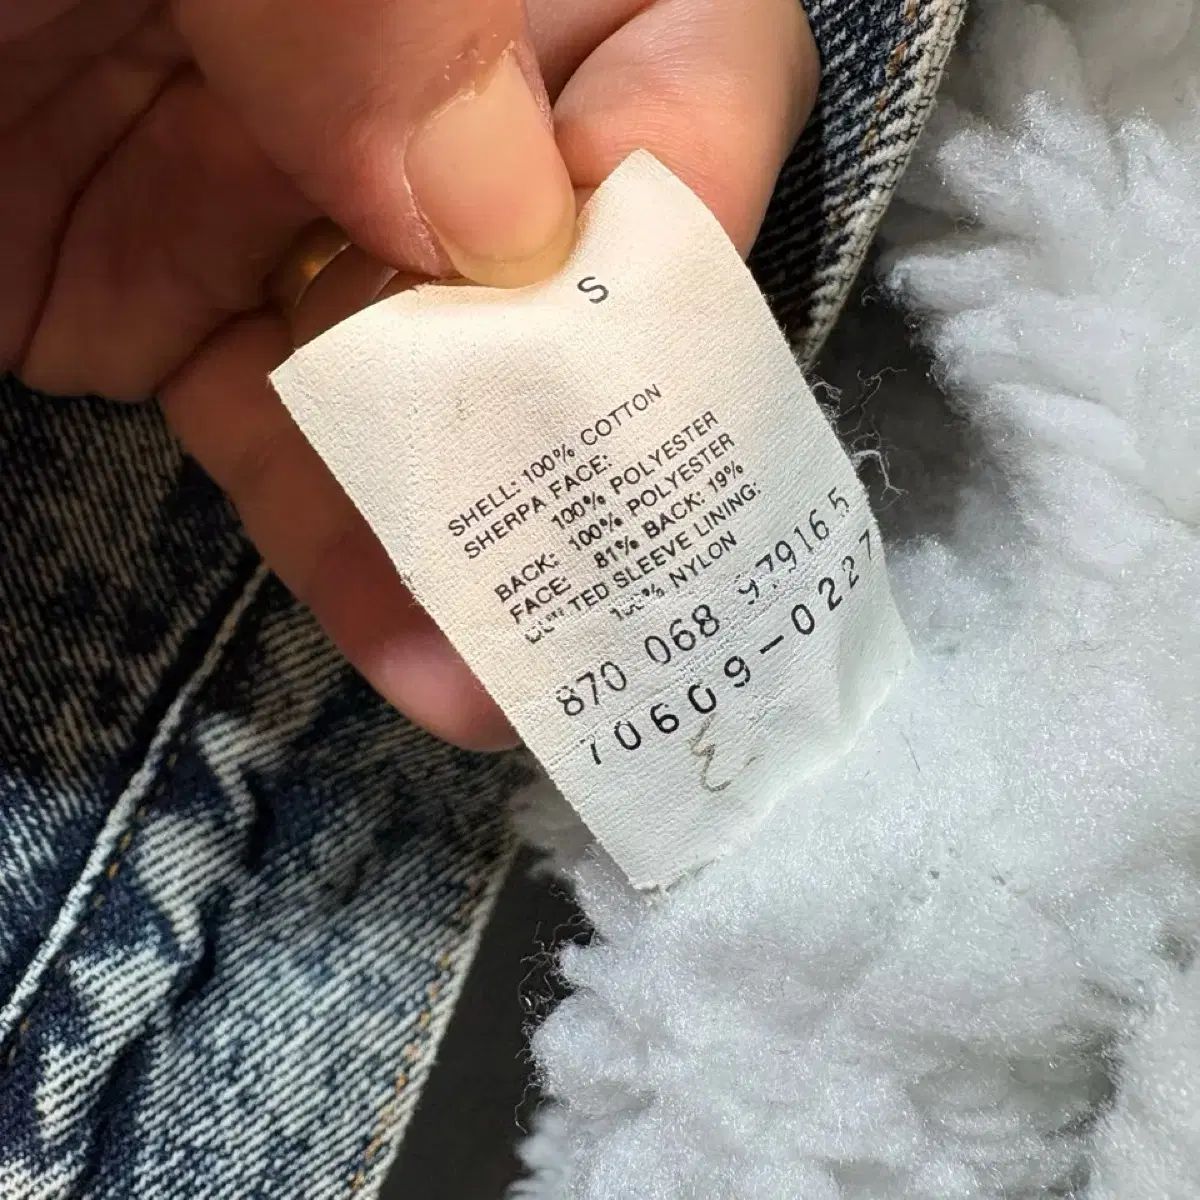 S
SHELL: 100% COTTON
SHERPA FACE:
100% POLYESTER
BACK: 100% POLYESTER
FACE: 81% BACK: 19%
TED SLEEVE LINING:
100% NYLON
870 068 979165
70609-0227